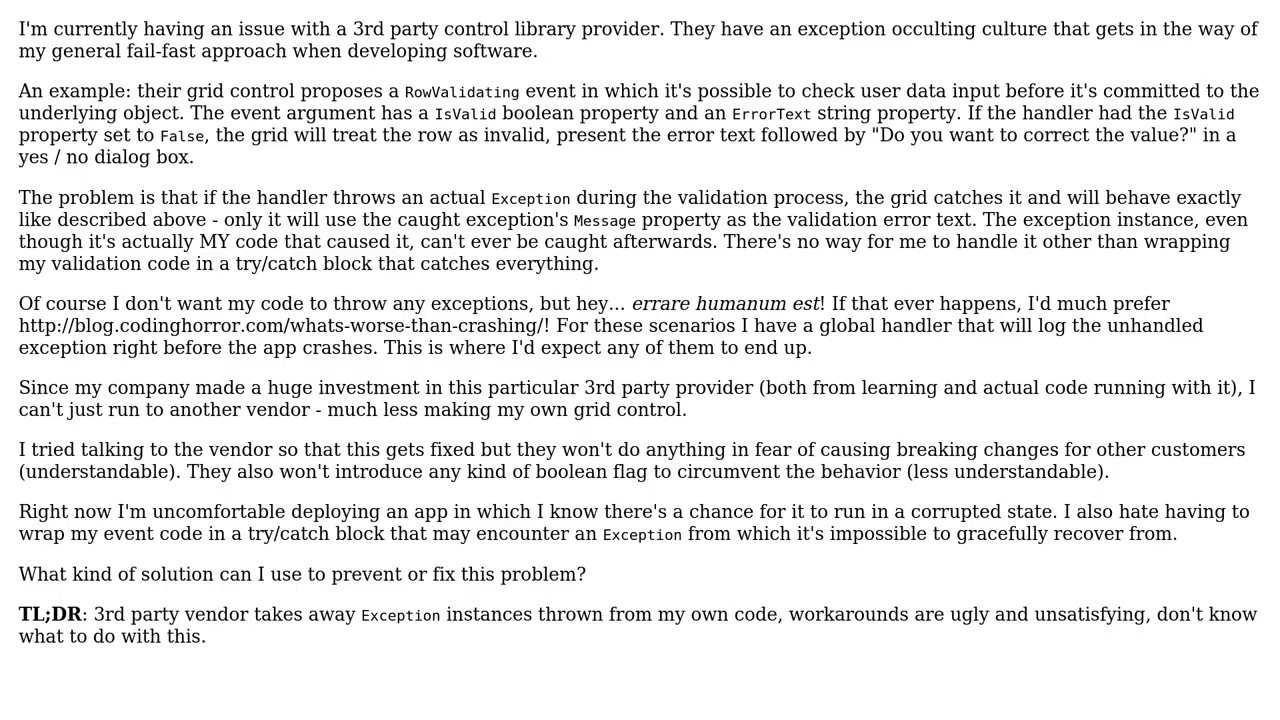 I'm currently having an issue with a 3rd party control library provider. They have an exception occulting culture that gets in the way of
my general fail-fast approach when developing software.
An example: their grid control proposes a RowValidating event in which it's possible to check user data input before it's committed to the
underlying object. The event argument has a IsValid boolean property and an ErrorText string property. If the handler had the IsValid
property set to False, the grid will treat the row as invalid, present the error text followed by "Do you want to correct the value?" in a
yes / no dialog box.
The problem is that if the handler throws an actual Exception during the validation process, the grid catches it and will behave exactly
like described above - only it will use the caught exception's Message property as the validation error text. The exception instance, even
though it's actually MY code that caused it, can't ever be caught afterwards. There's no way for me to handle it other than wrapping
my validation code in a try/catch block that catches everything.
Of course I don't want my code to throw any exceptions, but hey... errare humanum est! If that ever happens, I'd much prefer
http://blog.codinghorror.com/whats-worse-than-crashing/! For these scenarios I have a global handler that will log the unhandled
exception right before the app crashes. This is where I'd expect any of them to end up.
Since my company made a huge investment in this particular 3rd party provider (both from learning and actual code running with it), I
can't just run to another vendor - much less making my own grid control.
I tried talking to the vendor so that this gets fixed but they won't do anything in fear of causing breaking changes for other customers
(understandable). They also won't introduce any kind of boolean flag to circumvent the behavior (less understandable).
Right now I'm uncomfortable deploying an app in which I know there's a chance for it to run in a corrupted state. I also hate having to
wrap my event code in a try/catch block that may encounter an Exception from which it's impossible to gracefully recover from.
What kind of solution can I use to prevent or fix this problem?
TL;DR: 3rd party vendor takes away Exception instances thrown from my own code, workarounds are ugly and unsatisfying, don't know
what to do with this.